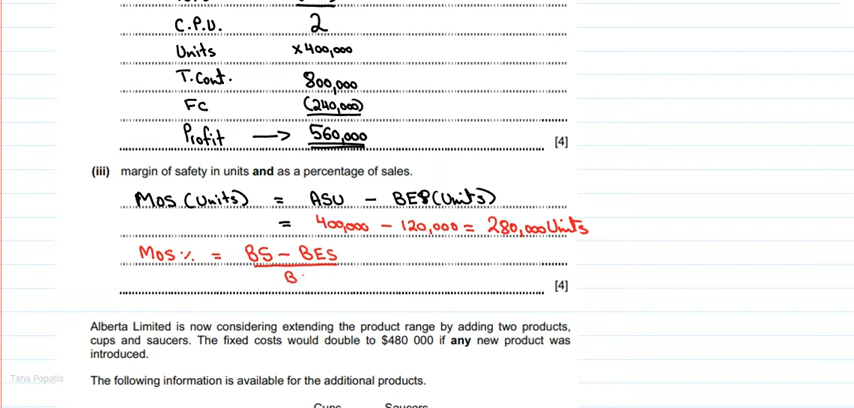 C.P.U. 2
Units x400,000
T.Cont. 800,000
FC (240,000)
Profit → 560,000 [4]
(iii) margin of safety in units and as a percentage of sales.
MOS (Units) = ASU - BEP(Units)
= 400,000 - 120,000 = 280,000 Units
MOS % = BS - BES
B
[4]
Alberta Limited is now considering extending the product range by adding two products,
cups and saucers. The fixed costs would double to $480 000 if any new product was
introduced.
Taha Popatia
The following information is available for the additional products.
Cups Saucers